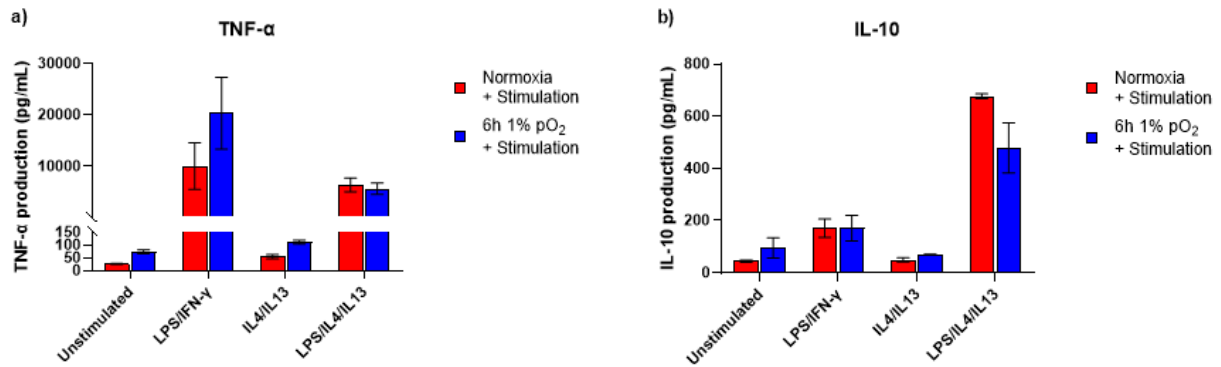 a)
TNF-α
TNF-α production (pg/mL)
30000
20000
10000
150
100
50
0
Unstimulated
LPS/IFN-γ
IL4/IL13
LPS/IL4/IL13
Normoxia
+ Stimulation
6h 1% pO₂
+ Stimulation
b)
IL-10
IL-10 production (pg/mL)
800
600
400
200
0
Unstimulated
LPS/IFN-γ
IL4/IL13
LPS/IL4/IL13
Normoxia
+ Stimulation
6h 1% pO₂
+ Stimulation